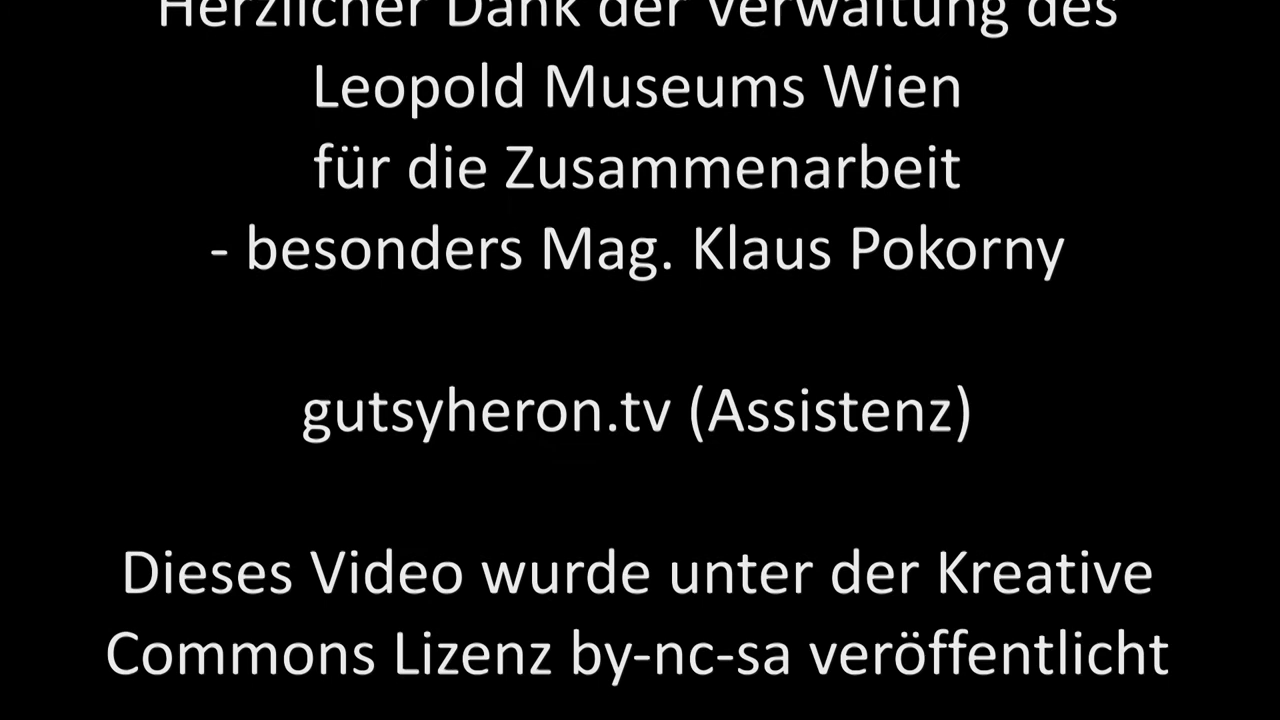 Herzlicher Dank der Verwaltung des
Leopold Museums Wien
für die Zusammenarbeit
- besonders Mag. Klaus Pokorny
gutsyheron.tv (Assistenz)
Dieses Video wurde unter der Kreative
Commons Lizenz by-nc-sa veröffentlicht